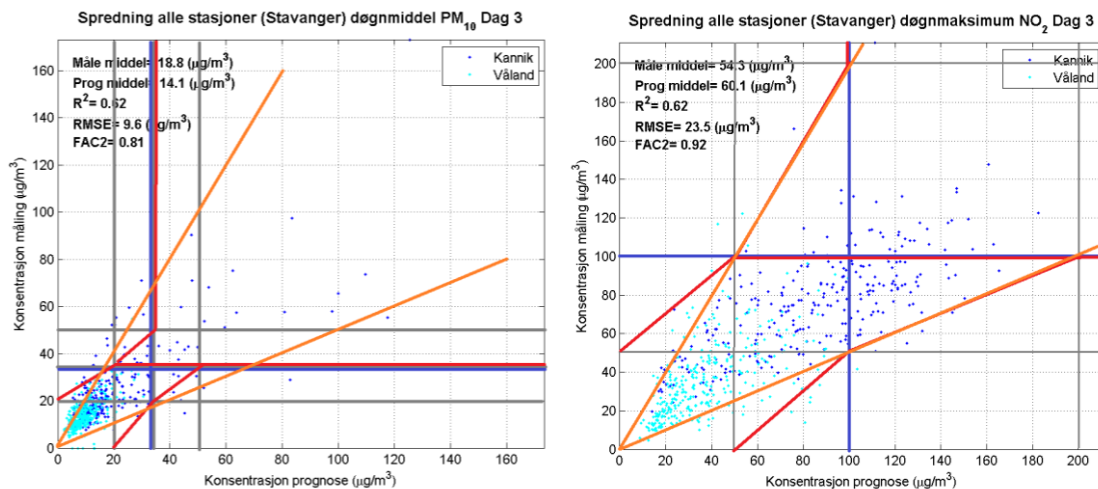 Spredning alle stasjoner (Stavanger) døgnmiddel PM10 Dag 3
Måle middel= 18.8 (μg/m3)
Prog middel= 14.1 (μg/m3)
R2= 0.62
RMSE= 9.6 (μg/m3)
FAC2= 0.81
Kannik
Våland
Konsentrasjon måling (μg/m3)
160
140
120
100
80
60
40
20
0
0 20 40 60 80 100 120 140 160
Konsentrasjon prognose (μg/m3)
Spredning alle stasjoner (Stavanger) døgnmaksimum NO2 Dag 3
Måle middel= 54.3 (μg/m3)
Prog middel= 60.1 (μg/m3)
R2= 0.62
RMSE= 23.5 (μg/m3)
FAC2= 0.92
Kannik
Våland
Konsentrasjon måling (μg/m3)
200
180
160
140
120
100
80
60
40
20
0
0 20 40 60 80 100 120 140 160 180 200
Konsentrasjon prognose (μg/m3)